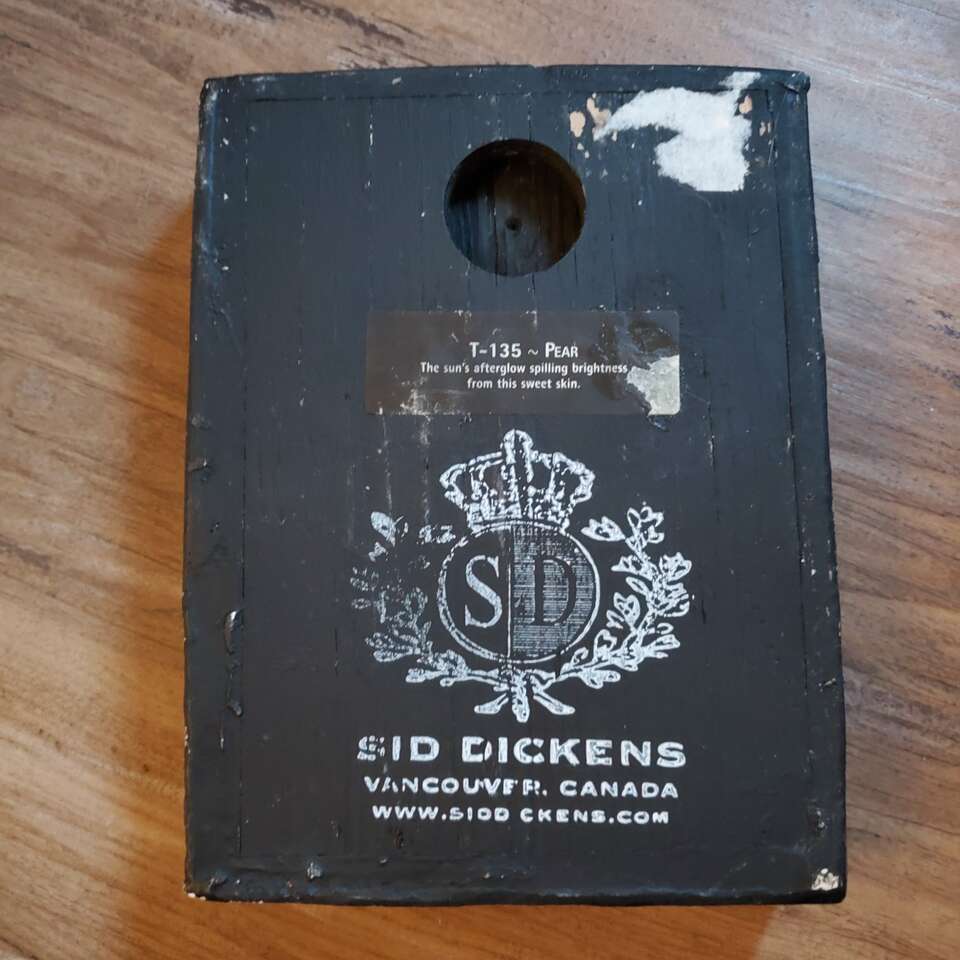 T-135 ~ PEAR
The sun's afterglow spilling brightness
from this sweet skin.
SD
SID DICKENS
VANCOUVER, CANADA
WWW.SIDDICKENS.COM